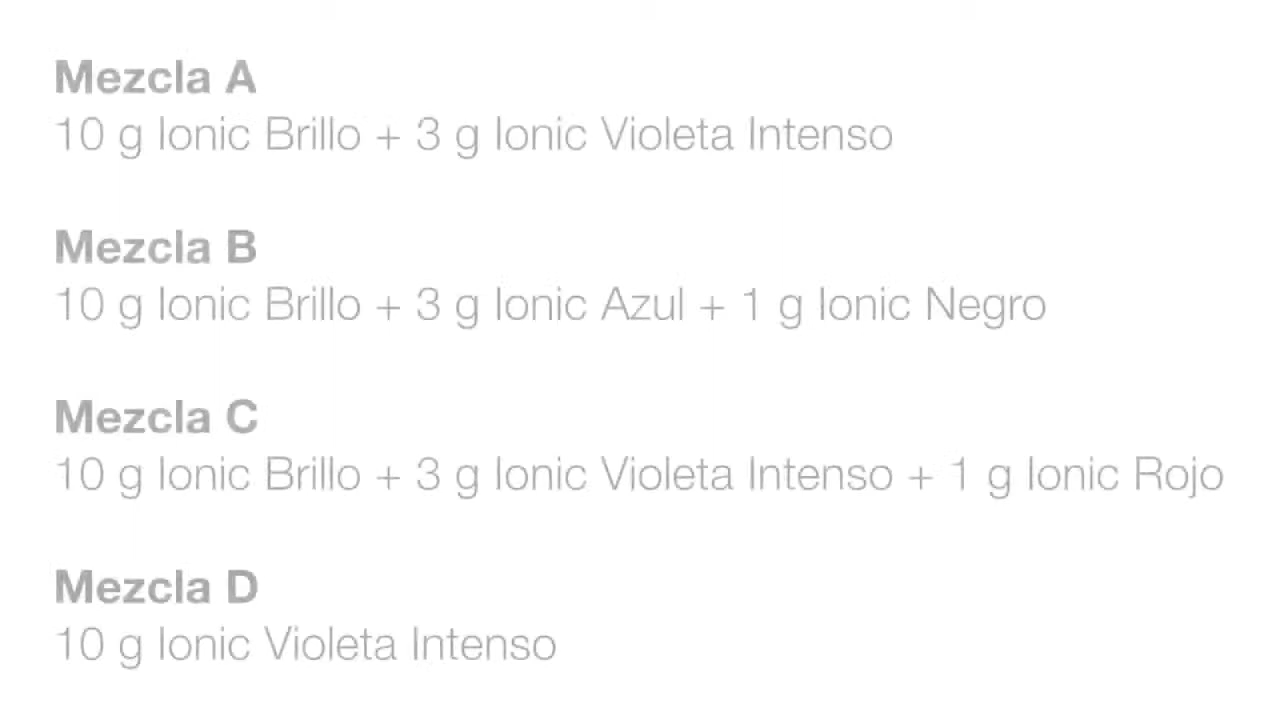 Mezcla A
10 g Ionic Brillo + 3 g Ionic Violeta Intenso
Mezcla B
10 g Ionic Brillo + 3 g Ionic Azul + 1 g Ionic Negro
Mezcla C
10 g Ionic Brillo + 3 g Ionic Violeta Intenso + 1 g Ionic Rojo
Mezcla D
10 g Ionic Violeta Intenso